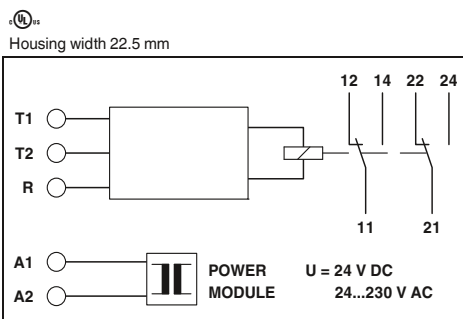 c UL us
Housing width 22.5 mm
12 14 22 24
T1
T2
R
11 21
A1
A2
POWER MODULE
U = 24 V DC
24...230 V AC